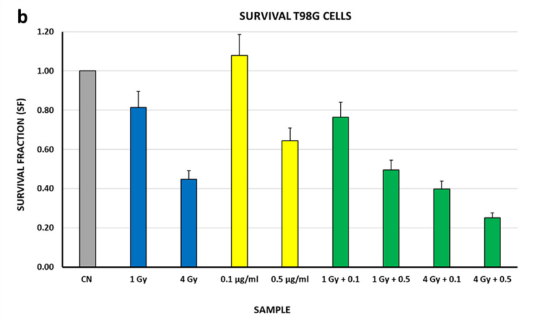 b
SURVIVAL T98G CELLS
SURVIVAL FRACTION (SF)
1.20
1.00
0.80
0.60
0.40
0.20
0.00
CN 1 Gy 4 Gy 0.1 µg/ml 0.5 µg/ml 1 Gy + 0.1 1 Gy + 0.5 4 Gy + 0.1 4 Gy + 0.5
SAMPLE